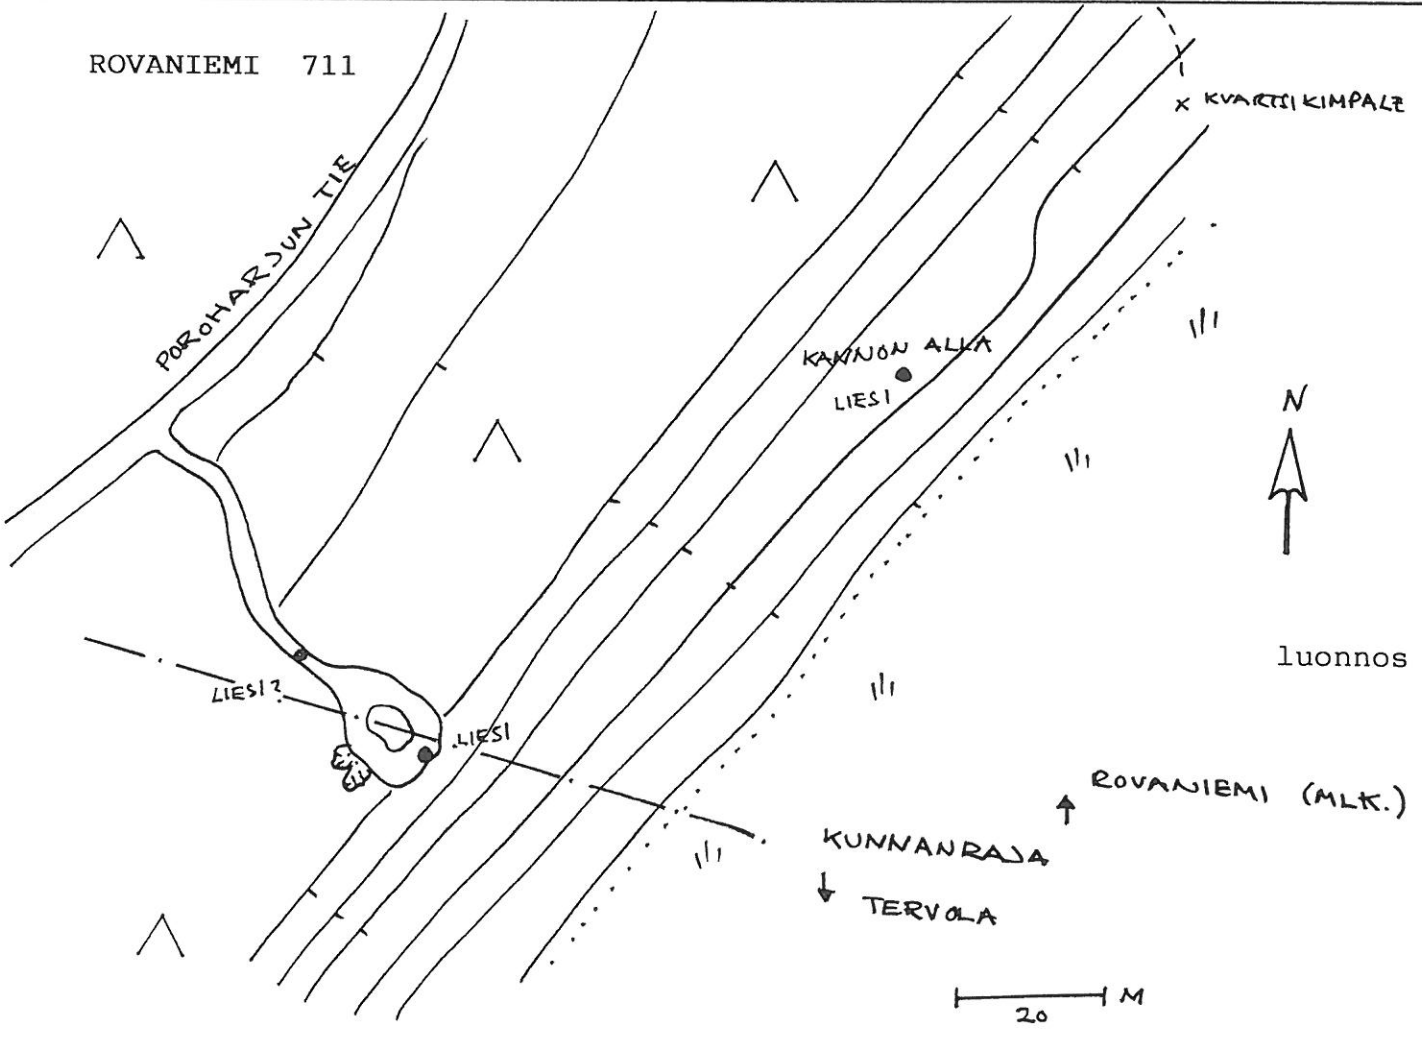 ROVANIEMI 711
KVARTSIKIMPALE
POROHARJUN TIE
KANNON ALLA
LIESI
N
luonnos
LIESI?
LIESI
ROVANIEMI (MLK.)
KUNNANRAJA
TERVOLA
20 M